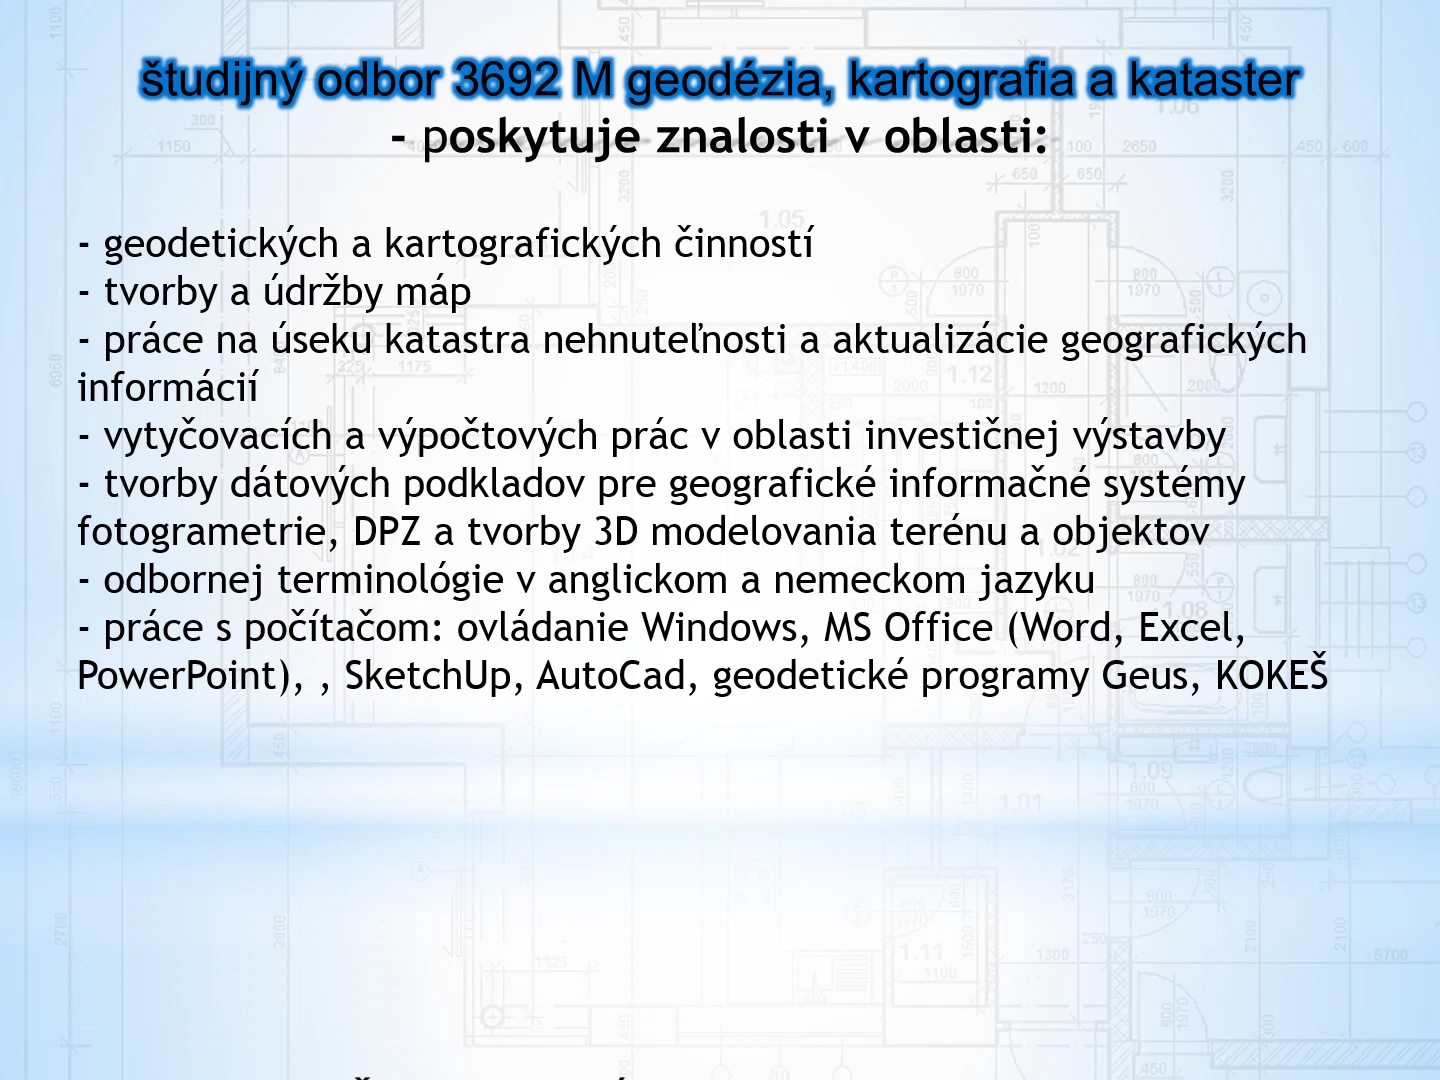 študijný odbor 3692 M geodézia, kartografia a kataster
- poskytuje znalosti v oblasti:
- geodetických a kartografických činností
- tvorby a údržby máp
- práce na úseku katastra nehnuteľnosti a aktualizácie geografických
informácií
- vytyčovacích a výpočtových prác v oblasti investičnej výstavby
- tvorby dátových podkladov pre geografické informačné systémy
fotogrametrie, DPZ a tvorby 3D modelovania terénu a objektov
- odbornej terminológie v anglickom a nemeckom jazyku
- práce s počítačom: ovládanie Windows, MS Office (Word, Excel,
PowerPoint), , SketchUp, AutoCad, geodetické programy Geus, KOKEŠ